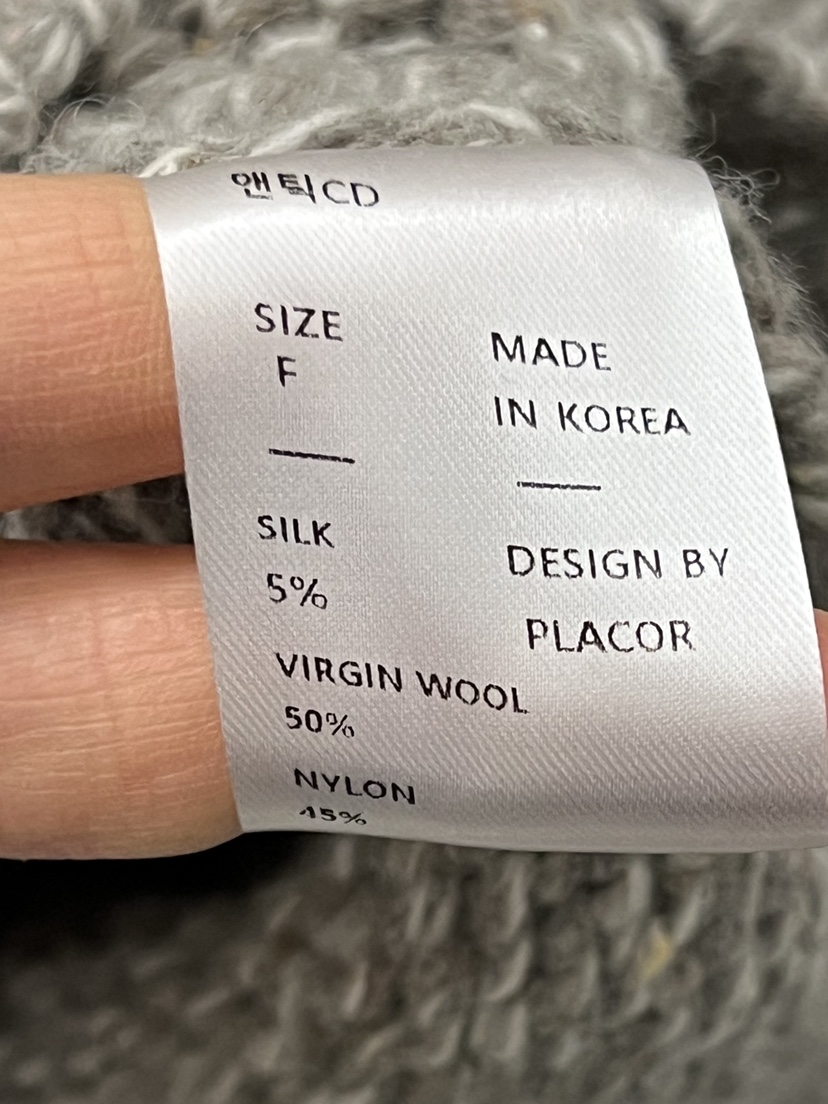 앤틱CD
SIZE
F
SILK
5%
VIRGIN WOOL
50%
NYLON
45%
MADE
IN KOREA
DESIGN BY
PLACOR